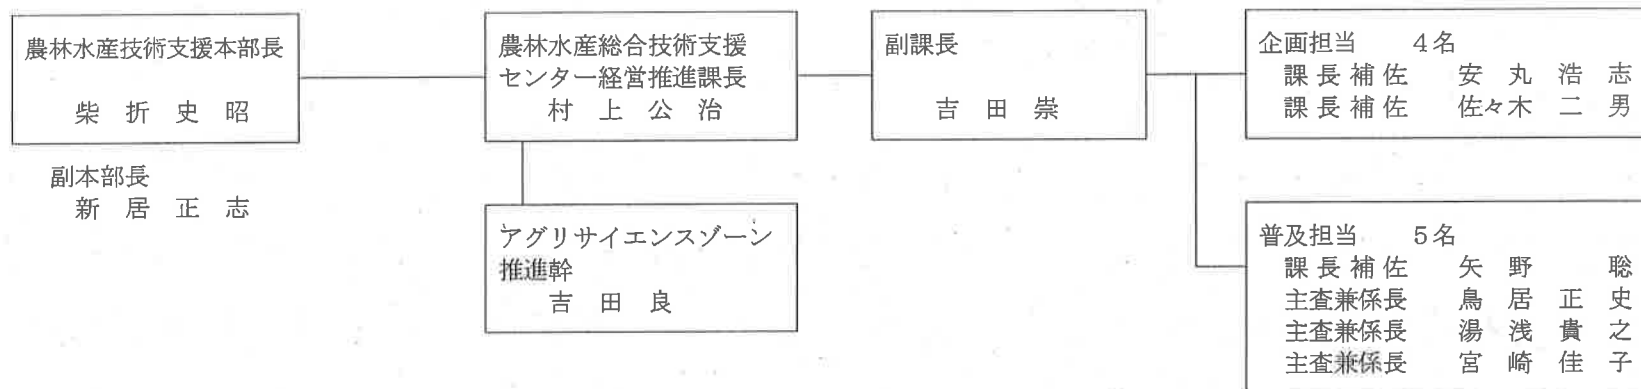 農林水産技術支援本部長
柴 折 史 昭
副本部長
新 居 正 志
農林水産総合技術支援
センター経営推進課長
村 上 公 治
アグリサイエンスゾーン
推進幹
吉 田 良
副課長
吉 田 崇
企画担当 4名
課長補佐 安 丸 浩 志
課長補佐 佐々木 二 男
普及担当 5名
課長補佐 矢 野 聡
主査兼係長 鳥 居 正 史
主査兼係長 湯 浅 貴 之
主査兼係長 宮 崎 佳 子